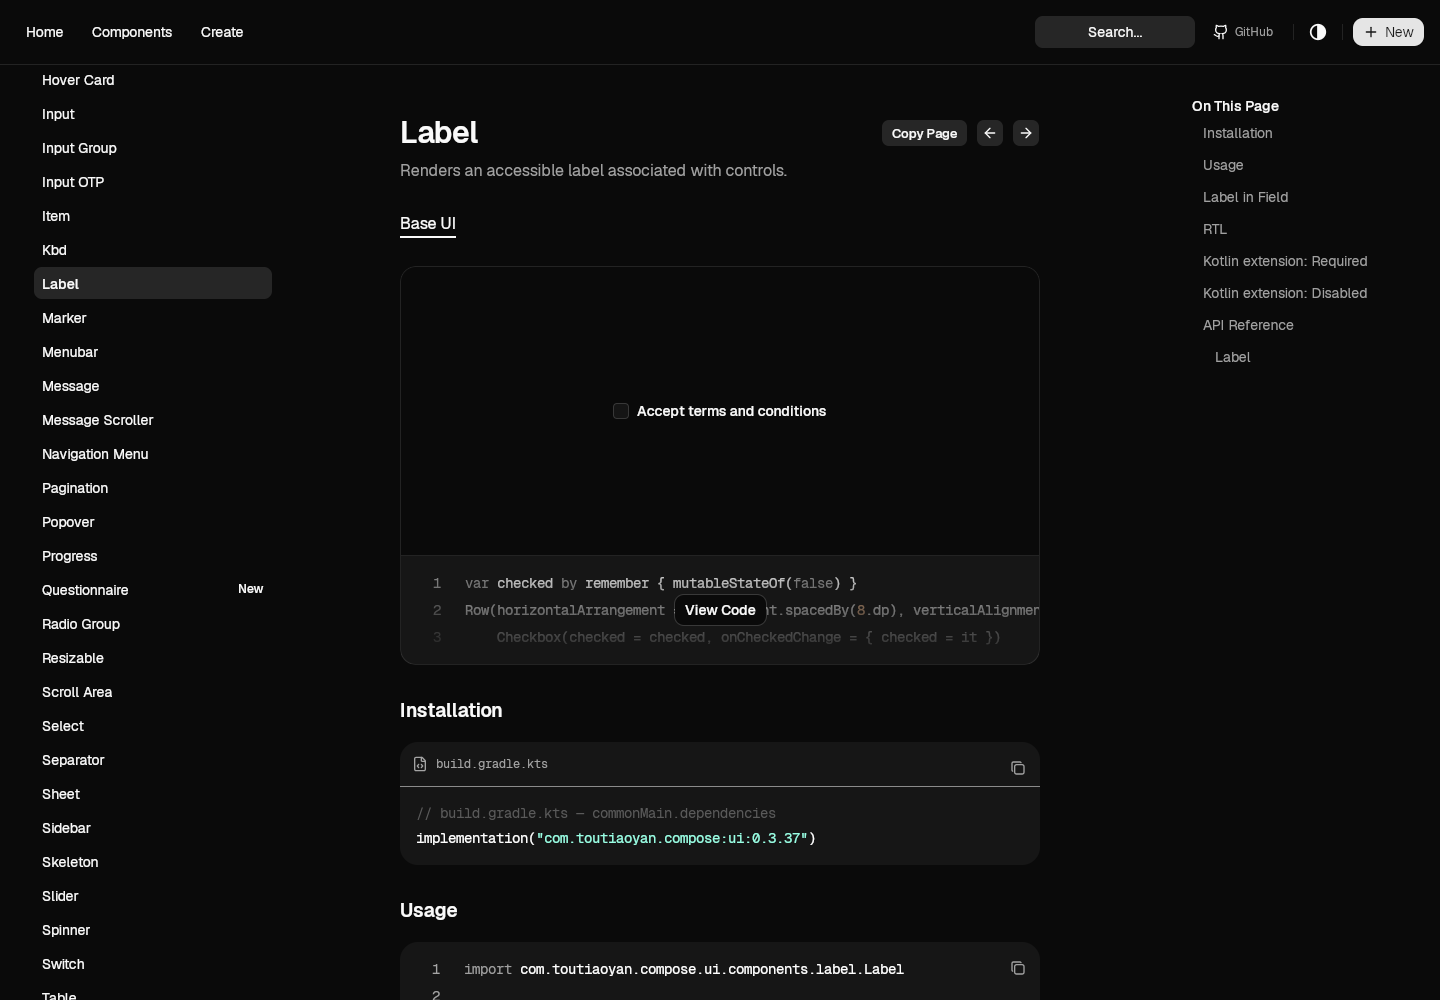 Home
Components
Create
Search...
GitHub
New
Hover Card
Input
Input Group
Input OTP
Item
Kbd
Label
Marker
Menubar
Message
Message Scroller
Navigation Menu
Pagination
Popover
Progress
Questionnaire New
Radio Group
Resizable
Scroll Area
Select
Separator
Sheet
Sidebar
Skeleton
Slider
Spinner
Switch
Table
Label
Copy Page
Renders an accessible label associated with controls.
Base UI
Accept terms and conditions
1 var checked by remember { mutableStateOf(false) }
2 Row(horizontalArrangement
View Code
nt.spacedBy(8.dp), verticalAlignmen
3 Checkbox(checked = checked, onCheckedChange = { checked = it })
Installation
build.gradle.kts
// build.gradle.kts — commonMain.dependencies
implementation("com.toutiaoyan.compose:ui:0.3.37")
Usage
1 import com.toutiaoyan.compose.ui.components.label.Label
2
On This Page
Installation
Usage
Label in Field
RTL
Kotlin extension: Required
Kotlin extension: Disabled
API Reference
Label